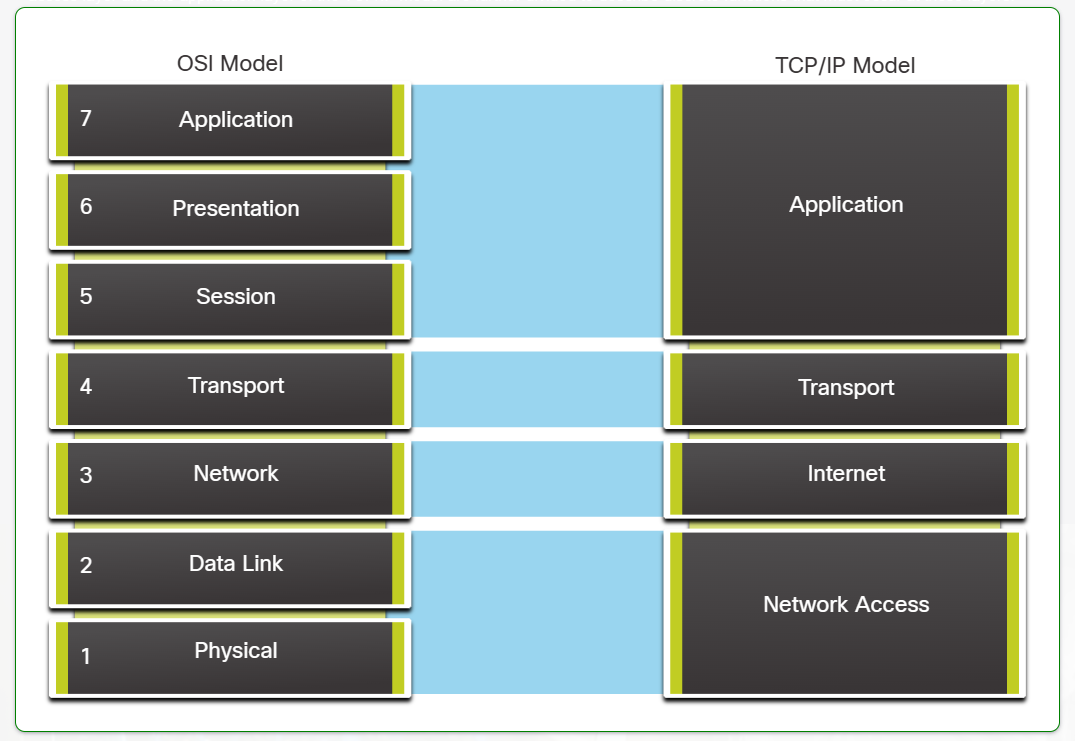 OSI Model
TCP/IP Model
7 Application
6 Presentation
5 Session
4 Transport
3 Network
2 Data Link
1 Physical
Application
Transport
Internet
Network Access